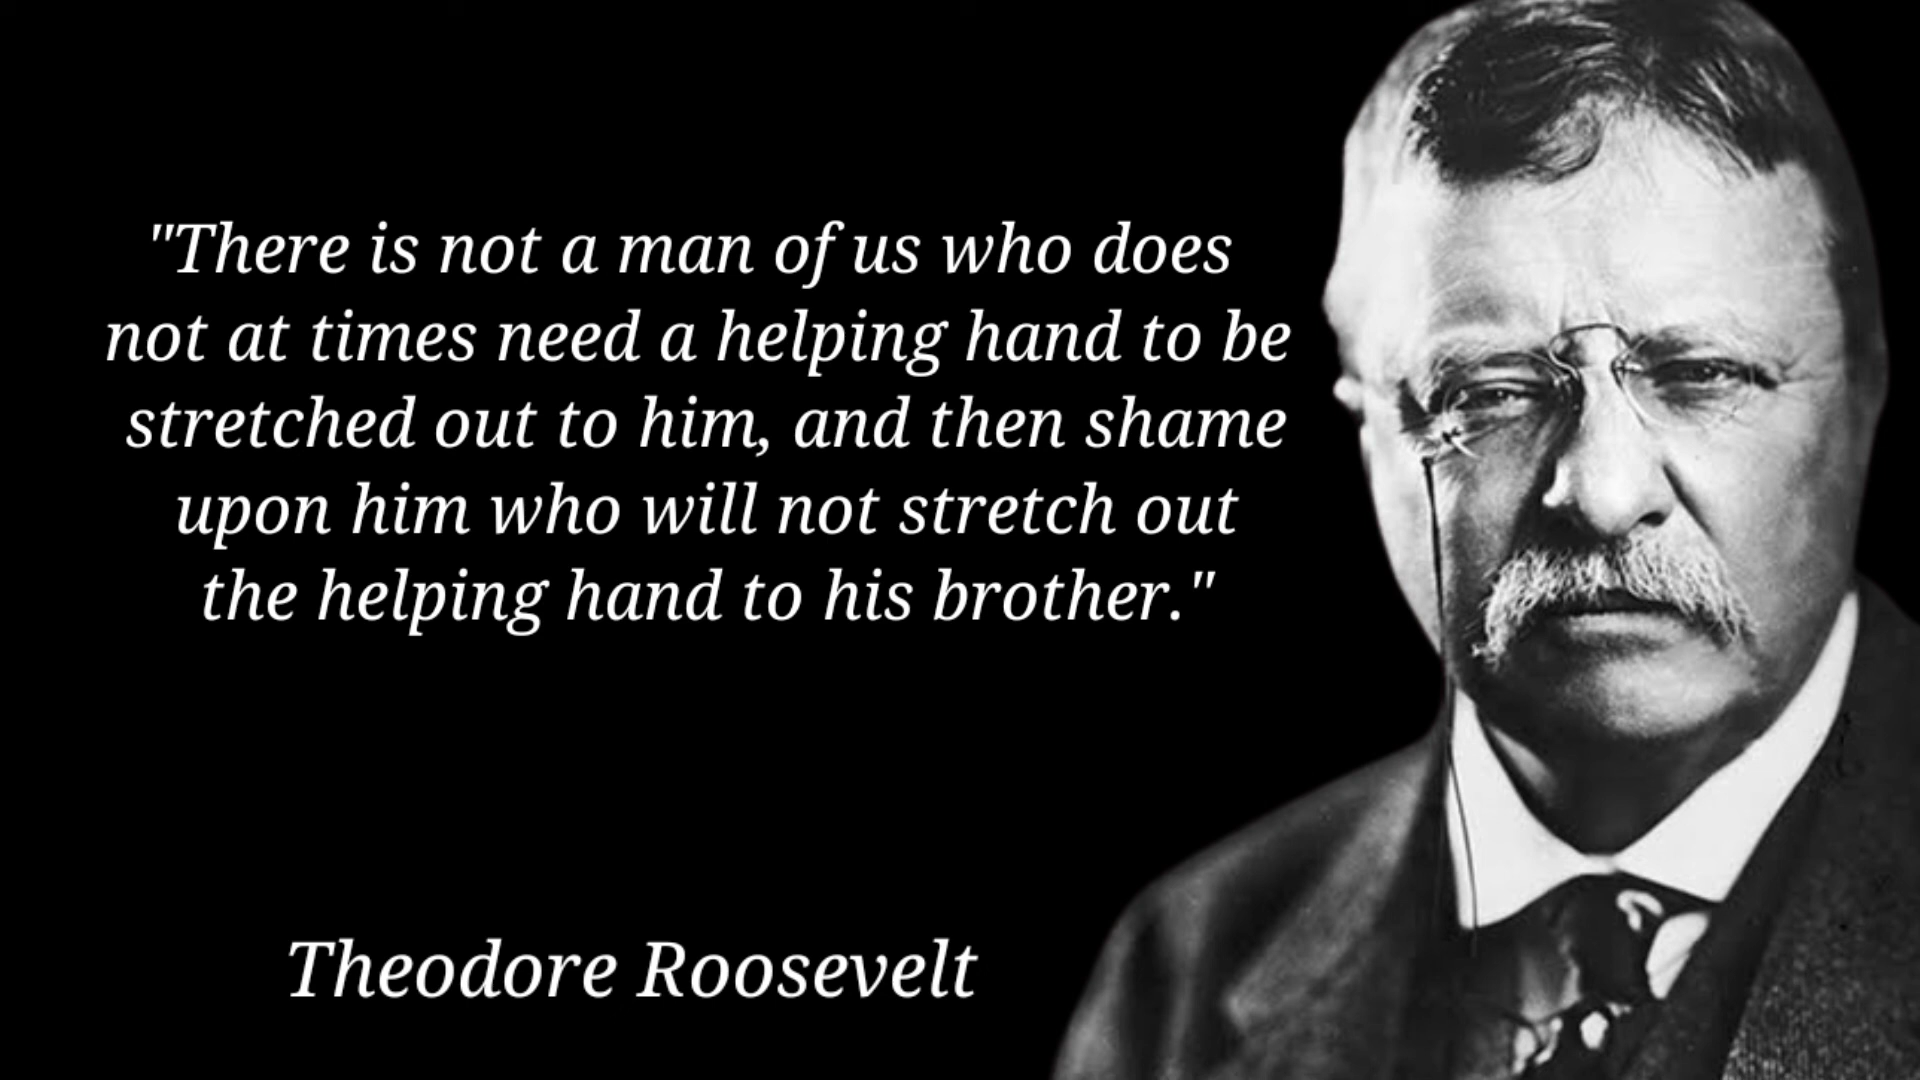 "There is not a man of us who does
not at times need a helping hand to be
stretched out to him, and then shame
upon him who will not stretch out
the helping hand to his brother."
Theodore Roosevelt